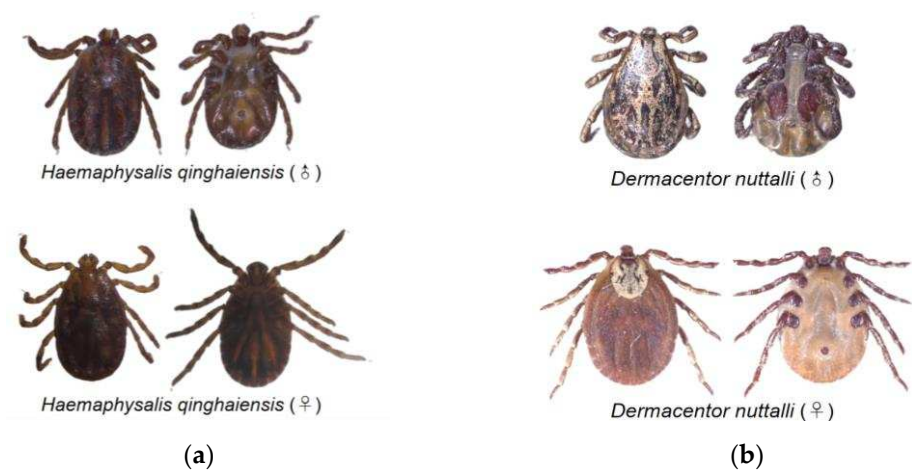 Haemaphysalis qinghaiensis (♂)
Dermacentor nuttalli (♂)
Haemaphysalis qinghaiensis (♀)
Dermacentor nuttalli (♀)
(a)
(b)